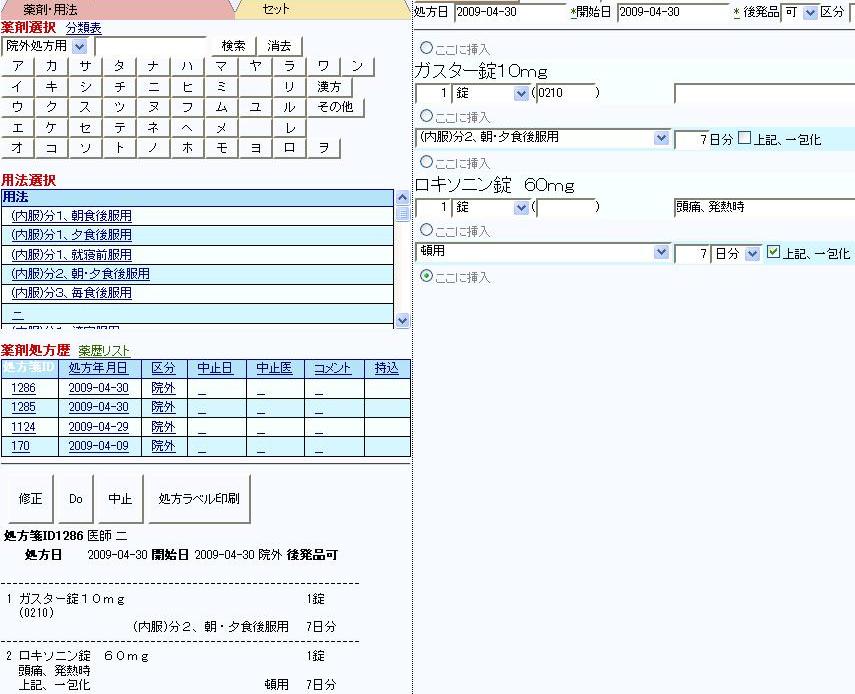 薬剤・用法 セット
薬剤選択 分類表
院外処方用 検索 消去
ア カ サ タ ナ ハ マ ヤ ラ ワ ン
イ キ シ チ ニ ヒ ミ リ 漢方
ウ ク ス ツ ヌ フ ム ユ ル その他
エ ケ セ テ ネ ヘ メ レ
オ コ ソ ト ノ ホ モ ヨ ロ ヲ
用法選択
用法
(内服)分1、朝食後服用
(内服)分1、夕食後服用
(内服)分1、就寝前服用
(内服)分2、朝・夕食後服用
(内服)分3、毎食後服用
二
薬剤処方歴 薬歴リスト
処方箋ID 処方年月日 区分 中止日 中止医 コメント 持込
1286 2009-04-30 院外
1285 2009-04-30 院外
1124 2009-04-29 院外
170 2009-04-09 院外
修正 Do 中止 処方ラベル印刷
処方箋ID1286 医師 二
処方日 2009-04-30 開始日 2009-04-30 院外 後発品可
1 ガスター錠10mg 1錠
(0210)
(内服)分2、朝・夕食後服用 7日分
2 ロキソニン錠 60mg 1錠
頭痛、発熱時
上記、一包化 頓用 7日分
処方日 2009-04-30 *開始日 2009-04-30 * 後発品 可 区分
ここに挿入
ガスター錠10mg
1 錠 (0210 )
ここに挿入
(内服)分2、朝・夕食後服用 7日分 上記、一包化
ここに挿入
ロキソニン錠 60mg
1 錠 ( ) 頭痛、発熱時
ここに挿入
頓用 7 日分 上記、一包化
ここに挿入